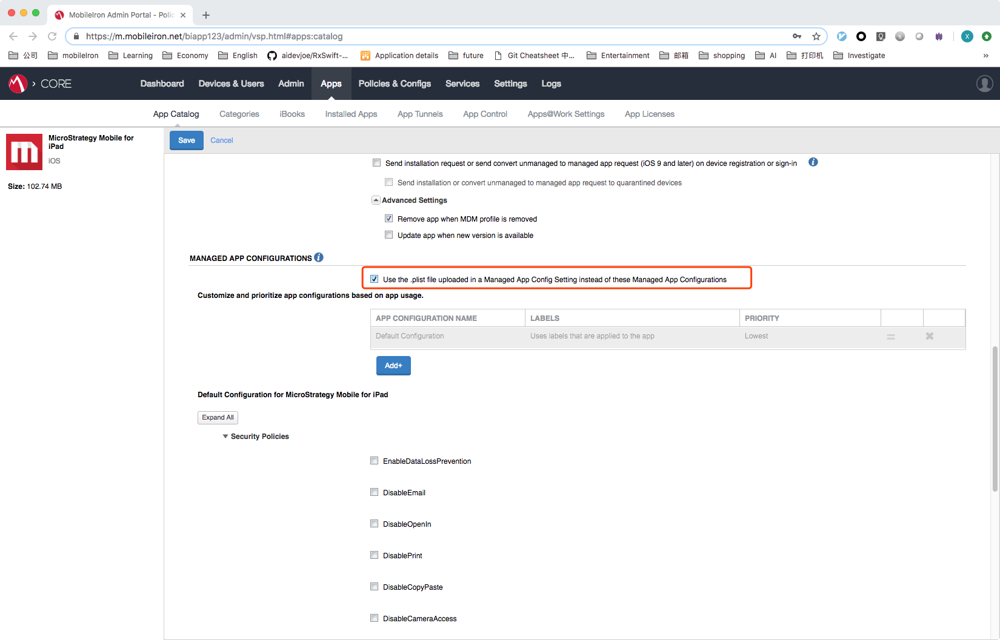 MobileIron Admin Portal - Polic
https://m.mobileiron.net/biapp123/admin/vsp.html#apps:catalog
X
公司 mobileIron Learning Economy English aidevjoe/RxSwift-... Application details future Git Cheatsheet 中... Entertainment 邮箱 shopping AI 打印机 Investigate »
CORE Dashboard Devices & Users Admin Apps Policies & Configs Services Settings Logs
App Catalog Categories iBooks Installed Apps App Tunnels App Control Apps@Work Settings App Licenses
MicroStrategy Mobile for
iPad
iOS
Size: 102.74 MB
Save Cancel
Send installation request or send convert unmanaged to managed app request (iOS 9 and later) on device registration or sign-in
Send installation or convert unmanaged to managed app request to quarantined devices
Advanced Settings
Remove app when MDM profile is removed
Update app when new version is available
MANAGED APP CONFIGURATIONS
Use the .plist file uploaded in a Managed App Config Setting instead of these Managed App Configurations
Customize and prioritize app configurations based on app usage.
APP CONFIGURATION NAME LABELS PRIORITY
Default Configuration Uses labels that are applied to the app Lowest
Add+
Default Configuration for MicroStrategy Mobile for iPad
Expand All
Security Policies
EnableDataLossPrevention
DisableEmail
DisableOpenIn
DisablePrint
DisableCopyPaste
DisableCameraAccess